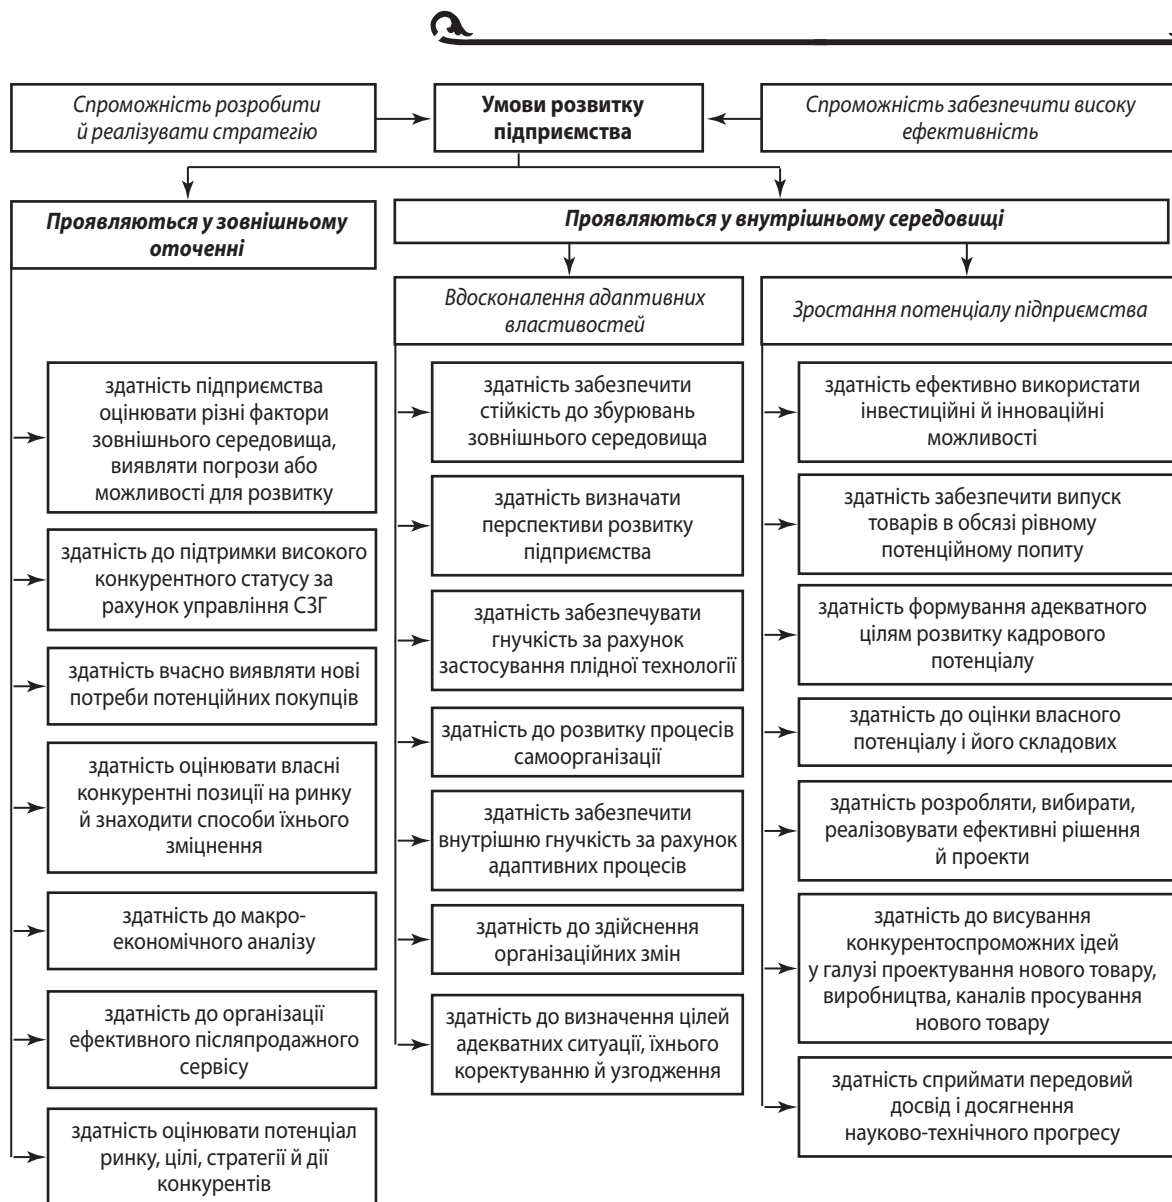 Спроможність розробити
й реалізувати стратегію
Умови розвитку
підприємства
Спроможність забезпечити високу
ефективність
Проявляються у зовнішньому
оточенні
Проявляються у внутрішньому середовищі
Вдосконалення адаптивних
властивостей
Зростання потенціалу підприємства
здатність підприємства
оцінювати різні фактори
зовнішнього середовища,
виявляти погрози або
можливості для розвитку
здатність до підтримки високого
конкурентного статусу за
рахунок управління СЗГ
здатність вчасно виявляти нові
потреби потенційних покупців
здатність оцінювати власні
конкурентні позиції на ринку
й знаходити способи їхнього
зміцнення
здатність до макро-
економічного аналізу
здатність до організації
ефективного післяпродажного
сервісу
здатність оцінювати потенціал
ринку, цілі, стратегії й дії
конкурентів
здатність забезпечити
стійкість до збурювань
зовнішнього середовища
здатність визначати
перспективи розвитку
підприємства
здатність забезпечувати
гнучкість за рахунок
застосування плідної технології
здатність до розвитку процесів
самоорганізації
здатність забезпечити
внутрішню гнучкість за рахунок
адаптивних процесів
здатність до здійснення
організаційних змін
здатність до визначення цілей
адекватних ситуації, їхнього
коректуванню й узгодження
здатність ефективно використати
інвестиційні й інноваційні
можливості
здатність забезпечити випуск
товарів в обсязі рівному
потенційному попиту
здатність формування адекватного
цілям розвитку кадрового
потенціалу
здатність до оцінки власного
потенціалу і його складових
здатність розробляти, вибирати,
реалізовувати ефективні рішення
й проекти
здатність до висування
конкурентоспроможних ідей
у галузі проектування нового товару,
виробництва, каналів просування
нового товару
здатність сприймати передовий
досвід і досягнення
науково-технічного прогресу